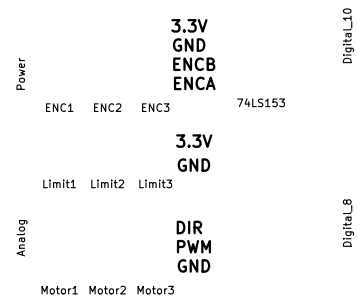 3.3V
GND
ENCB
ENCA
Digital_10
Power
ENC1 ENC2 ENC3
74LS153
3.3V
GND
Limit1 Limit2 Limit3
DIR
PWM
GND
Analog
Digital_8
Motor1 Motor2 Motor3